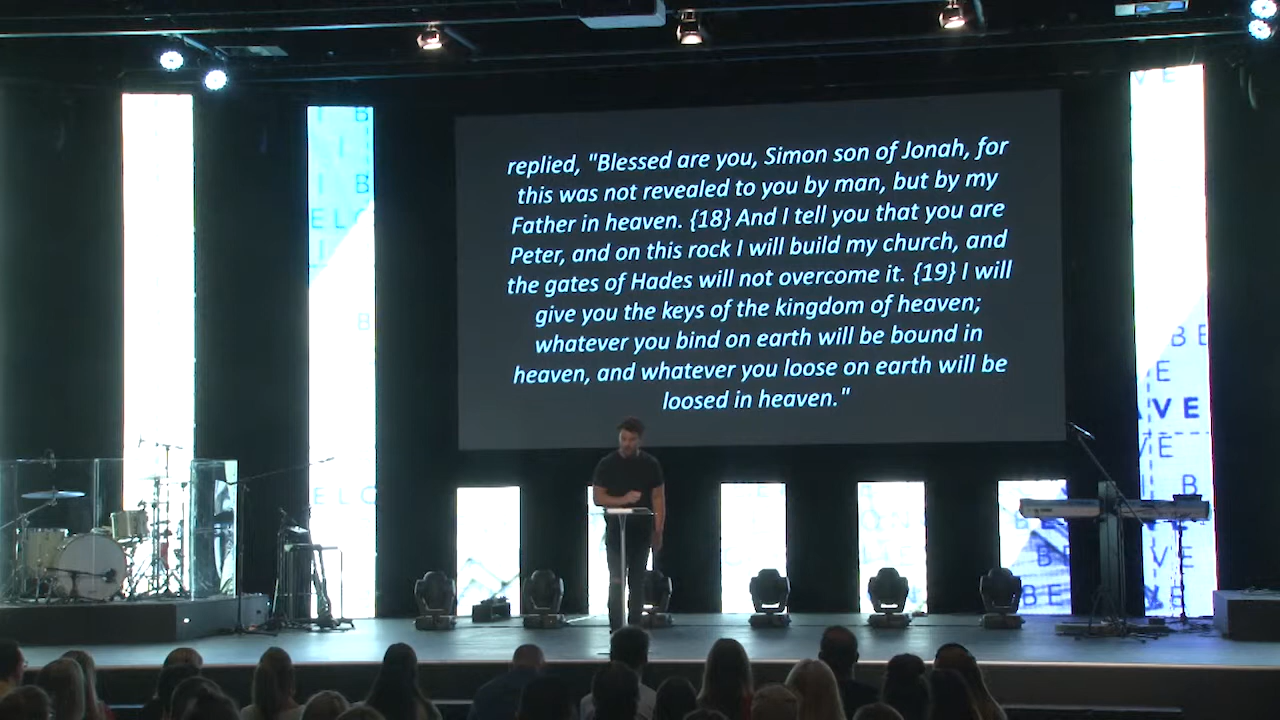 replied, "Blessed are you, Simon son of Jonah, for
this was not revealed to you by man, but by my
Father in heaven. {18} And I tell you that you are
Peter, and on this rock I will build my church, and
the gates of Hades will not overcome it. {19} I will
give you the keys of the kingdom of heaven;
whatever you bind on earth will be bound in
heaven, and whatever you loose on earth will be
loosed in heaven."